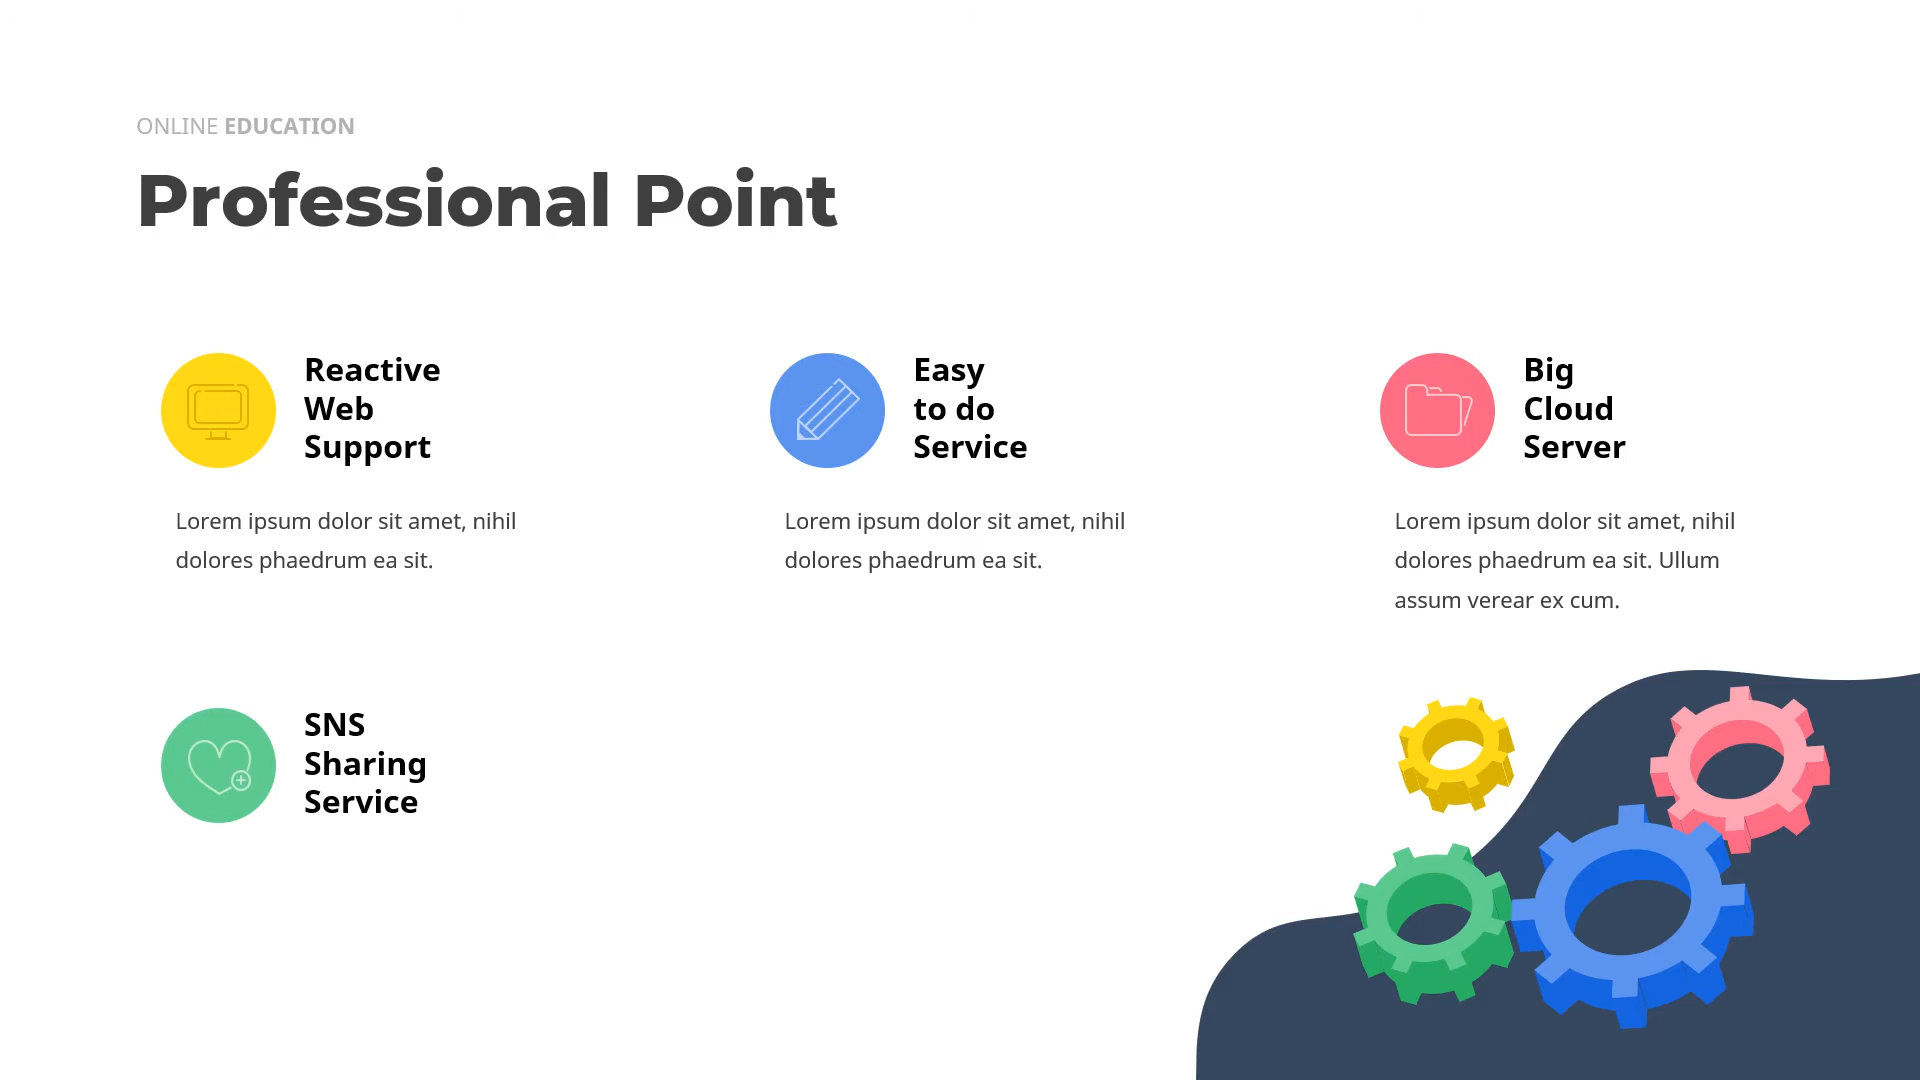 ONLINE EDUCATION
Professional Point
Reactive
Web
Support
Lorem ipsum dolor sit amet, nihil
dolores phaedrum ea sit.
Easy
to do
Service
Lorem ipsum dolor sit amet, nihil
dolores phaedrum ea sit.
Big
Cloud
Server
Lorem ipsum dolor sit amet, nihil
dolores phaedrum ea sit. Ullum
assum verear ex cum.
SNS
Sharing
Service